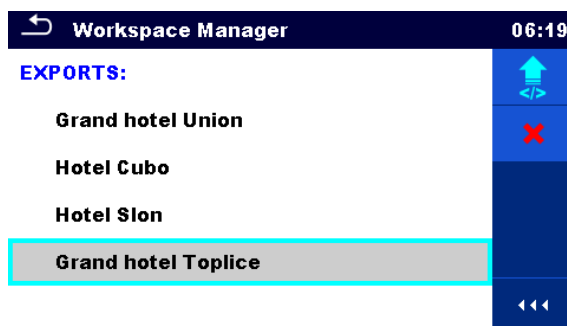 Workspace Manager 06:19
EXPORTS:
</>
Grand hotel Union
Hotel Cubo
Hotel Slon
Grand hotel Toplice